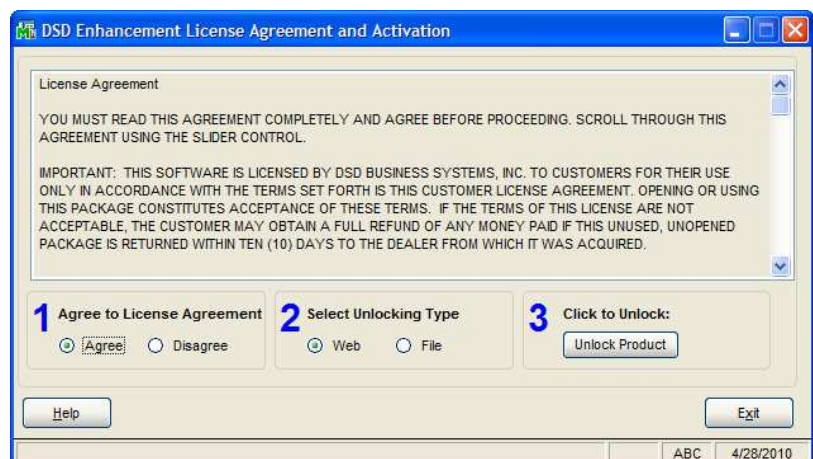 DSD Enhancement License Agreement and Activation
License Agreement
YOU MUST READ THIS AGREEMENT COMPLETELY AND AGREE BEFORE PROCEEDING. SCROLL THROUGH THIS
AGREEMENT USING THE SLIDER CONTROL.
IMPORTANT: THIS SOFTWARE IS LICENSED BY DSD BUSINESS SYSTEMS, INC. TO CUSTOMERS FOR THEIR USE
ONLY IN ACCORDANCE WITH THE TERMS SET FORTH IS THIS CUSTOMER LICENSE AGREEMENT. OPENING OR USING
THIS PACKAGE CONSTITUTES ACCEPTANCE OF THESE TERMS. IF THE TERMS OF THIS LICENSE ARE NOT
ACCEPTABLE, THE CUSTOMER MAY OBTAIN A FULL REFUND OF ANY MONEY PAID IF THIS UNUSED, UNOPENED
PACKAGE IS RETURNED WITHIN TEN (10) DAYS TO THE DEALER FROM WHICH IT WAS ACQUIRED.
1 Agree to License Agreement
Agree Disagree
2 Select Unlocking Type
Web File
3 Click to Unlock:
Unlock Product
Help Exit
ABC 4/28/2010